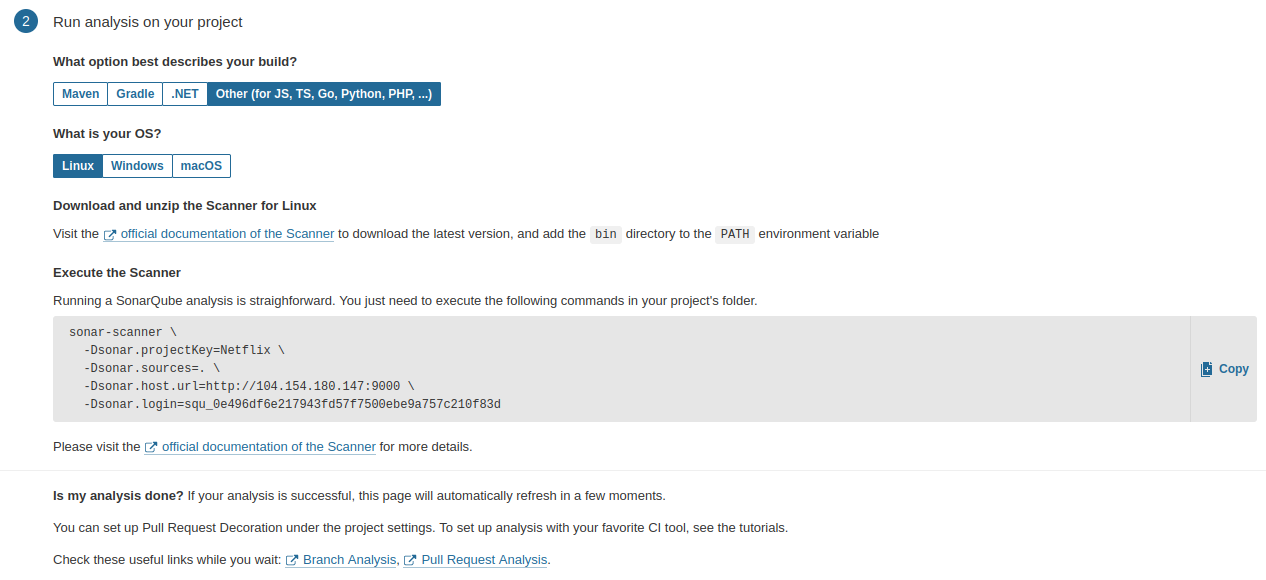 2 Run analysis on your project
What option best describes your build?
Maven Gradle .NET Other (for JS, TS, Go, Python, PHP, ...)
What is your OS?
Linux Windows macOS
Download and unzip the Scanner for Linux
Visit the official documentation of the Scanner to download the latest version, and add the bin directory to the PATH environment variable
Execute the Scanner
Running a SonarQube analysis is straighforward. You just need to execute the following commands in your project's folder.
sonar-scanner \
-Dsonar.projectKey=Netflix \
-Dsonar.sources=. \
-Dsonar.host.url=http://104.154.180.147:9000 \
-Dsonar.login=squ_0e496df6e217943fd57f7500ebe9a757c210f83d
Copy
Please visit the official documentation of the Scanner for more details.
Is my analysis done? If your analysis is successful, this page will automatically refresh in a few moments.
You can set up Pull Request Decoration under the project settings. To set up analysis with your favorite CI tool, see the tutorials.
Check these useful links while you wait: Branch Analysis, Pull Request Analysis.